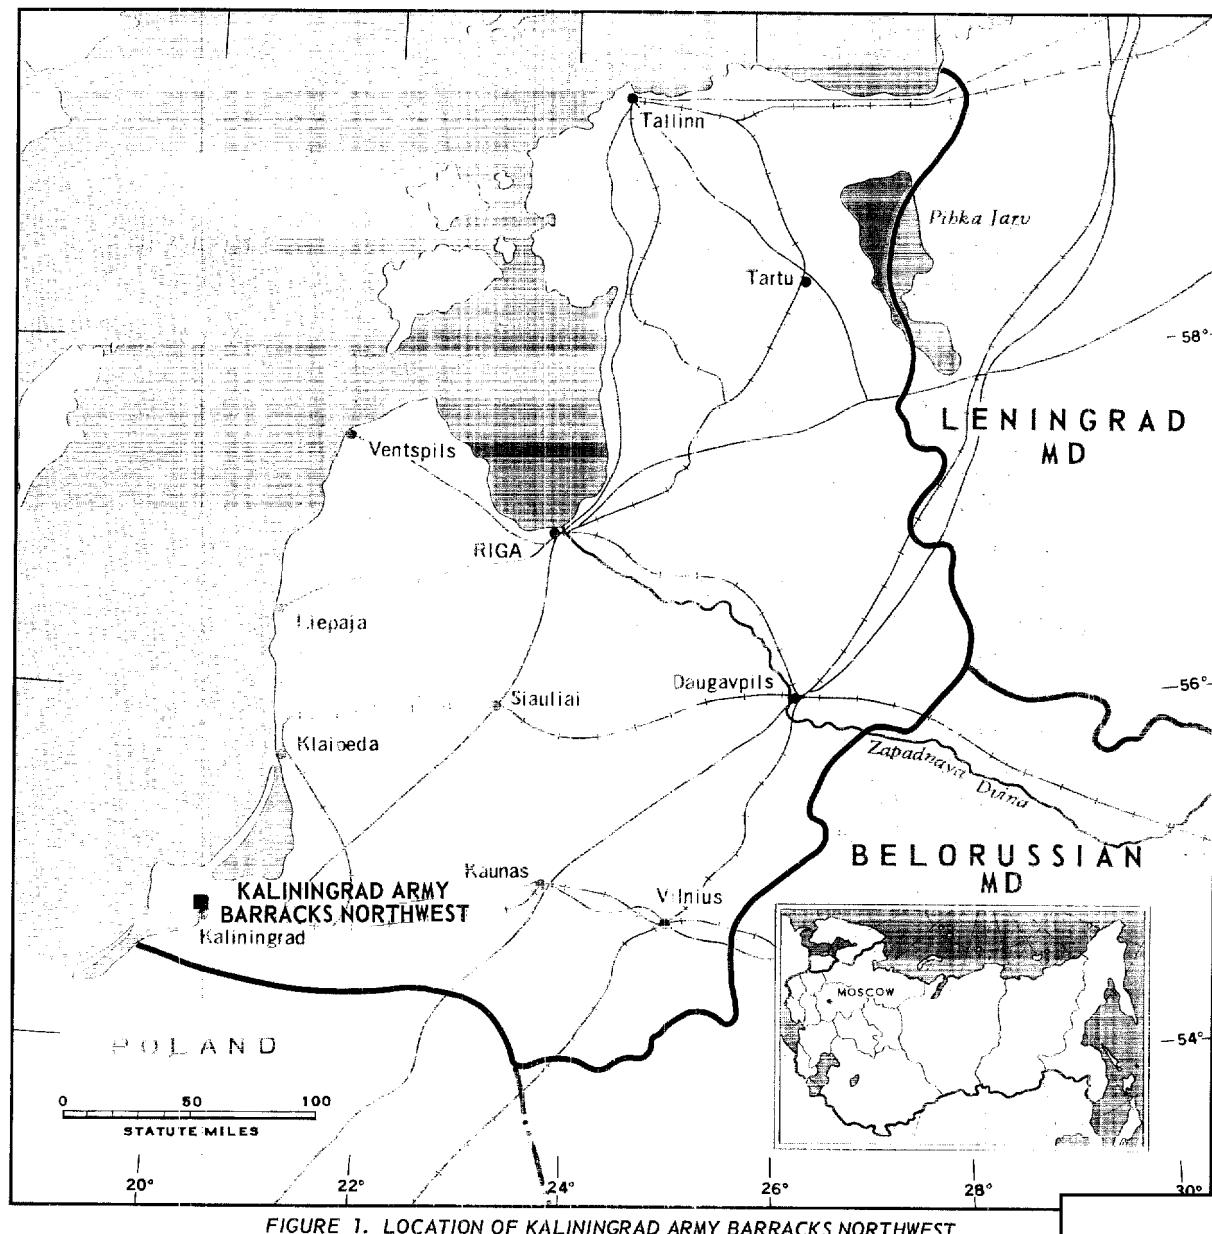 Tallinn
Pihka Jarv
Tartu
58°
LENINGRAD
MD
Ventspils
RIGA
Liepaja
Daugavpils
56°
Siauliai
Klaipeda
Zapadnaya Dvina
BELORUSSIAN
MD
Kaunas
Vilnius
KALININGRAD ARMY
BARRACKS NORTHWEST
Kaliningrad
MOSCOW
POLAND
54°
0 50 100
STATUTE MILES
20° 22° 24° 26° 28° 30°
FIGURE 1. LOCATION OF KALININGRAD ARMY BARRACKS NORTHWEST